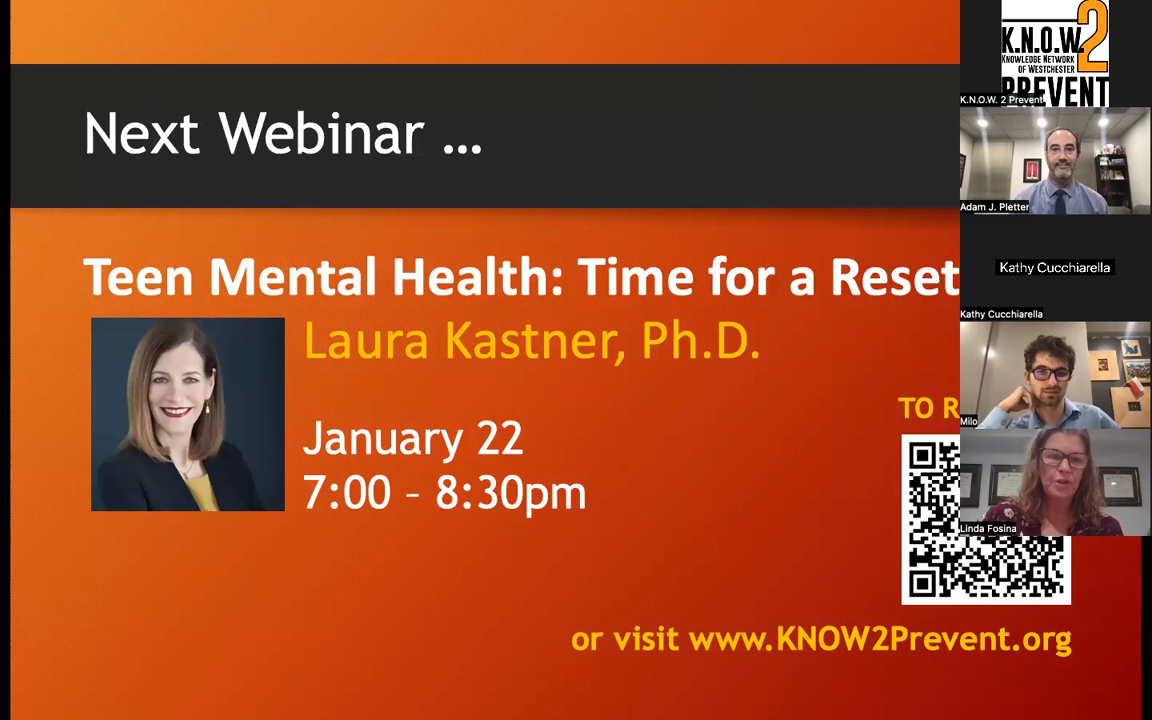 Next Webinar ...
Teen Mental Health: Time for a Reset
Laura Kastner, Ph.D.
January 22
7:00 – 8:30pm
TO R
or visit www.KNOW2Prevent.org
K.N.O.W.2
KNOWLEDGE NETWORK
OF WESTCHESTER
PREVENT
K.N.O.W. 2 Prevent
Adam J. Pletter
Kathy Cucchiarella
Kathy Cucchiarella
Milo
Linda Fosina